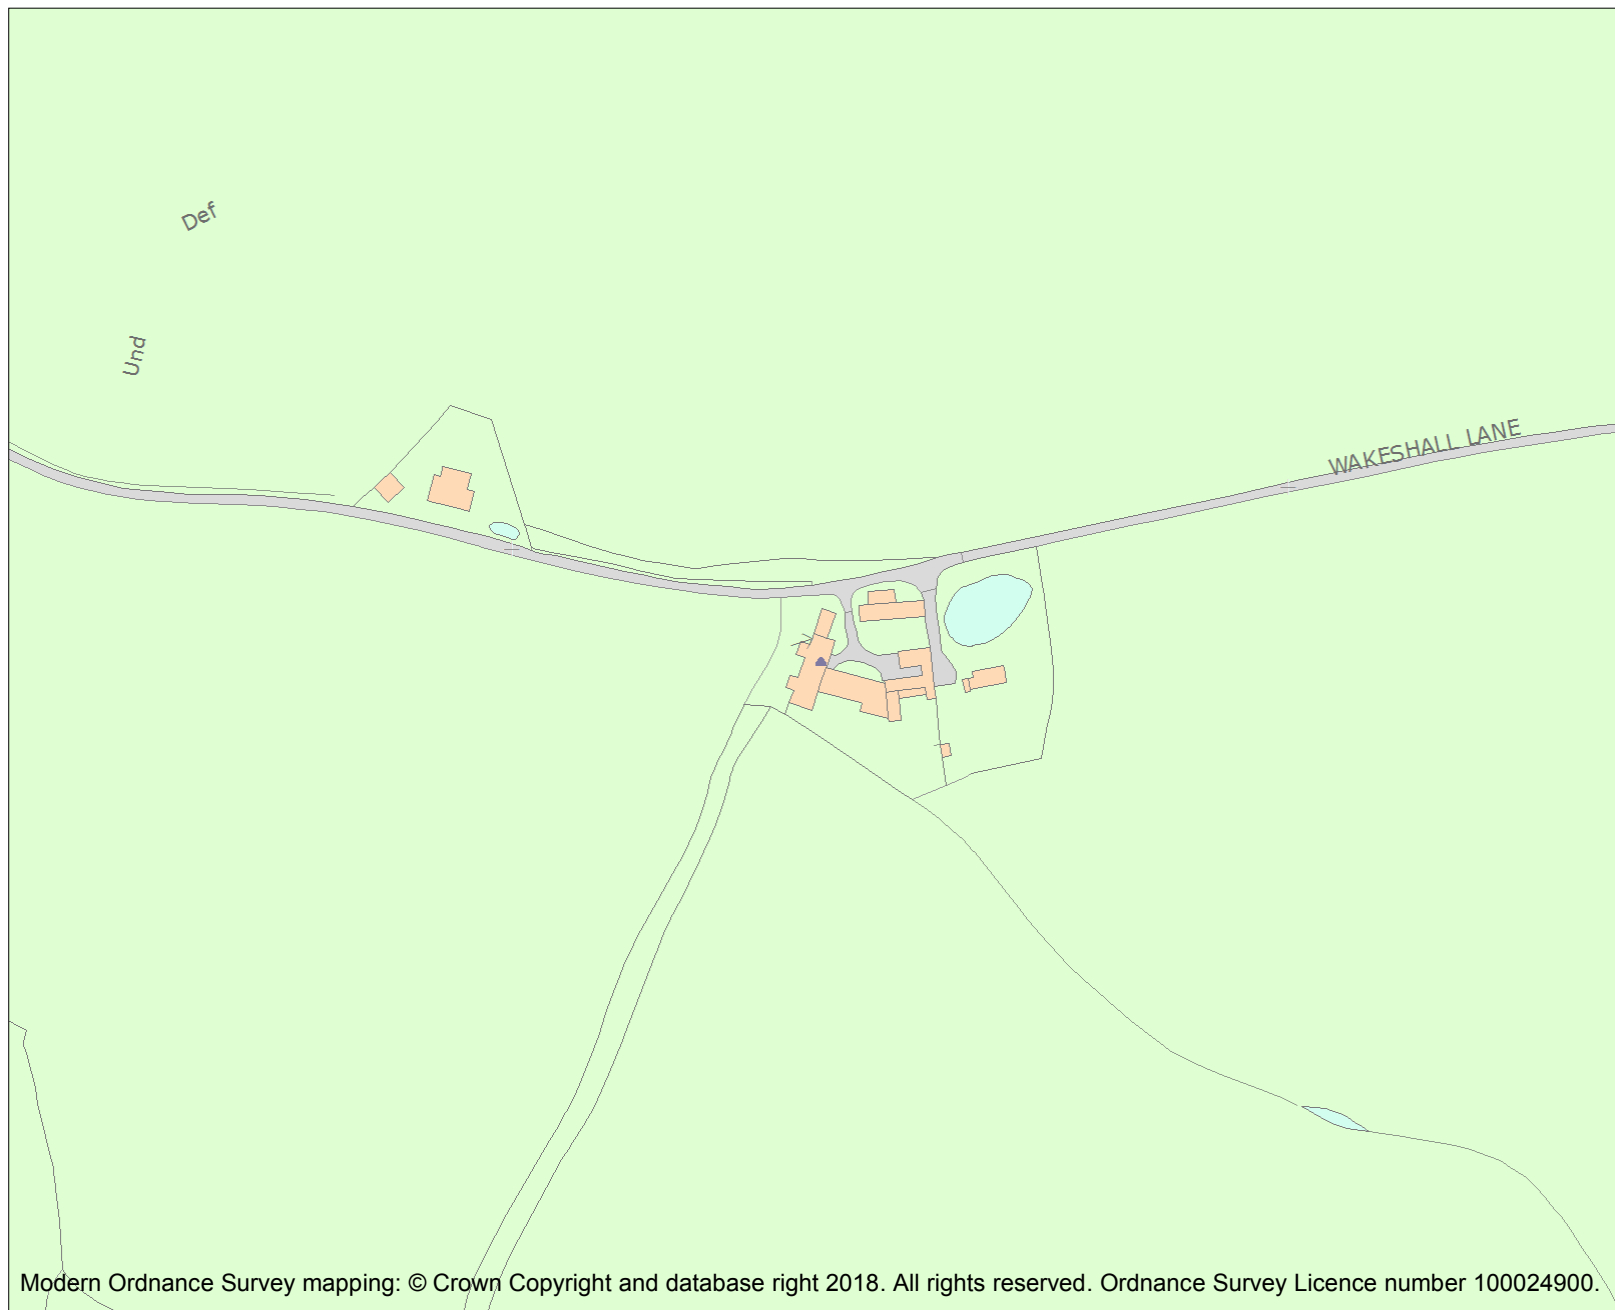 Def
Und
WAKESHALL LANE
Modern Ordnance Survey mapping: © Crown Copyright and database right 2018. All rights reserved. Ordnance Survey Licence number 100024900.